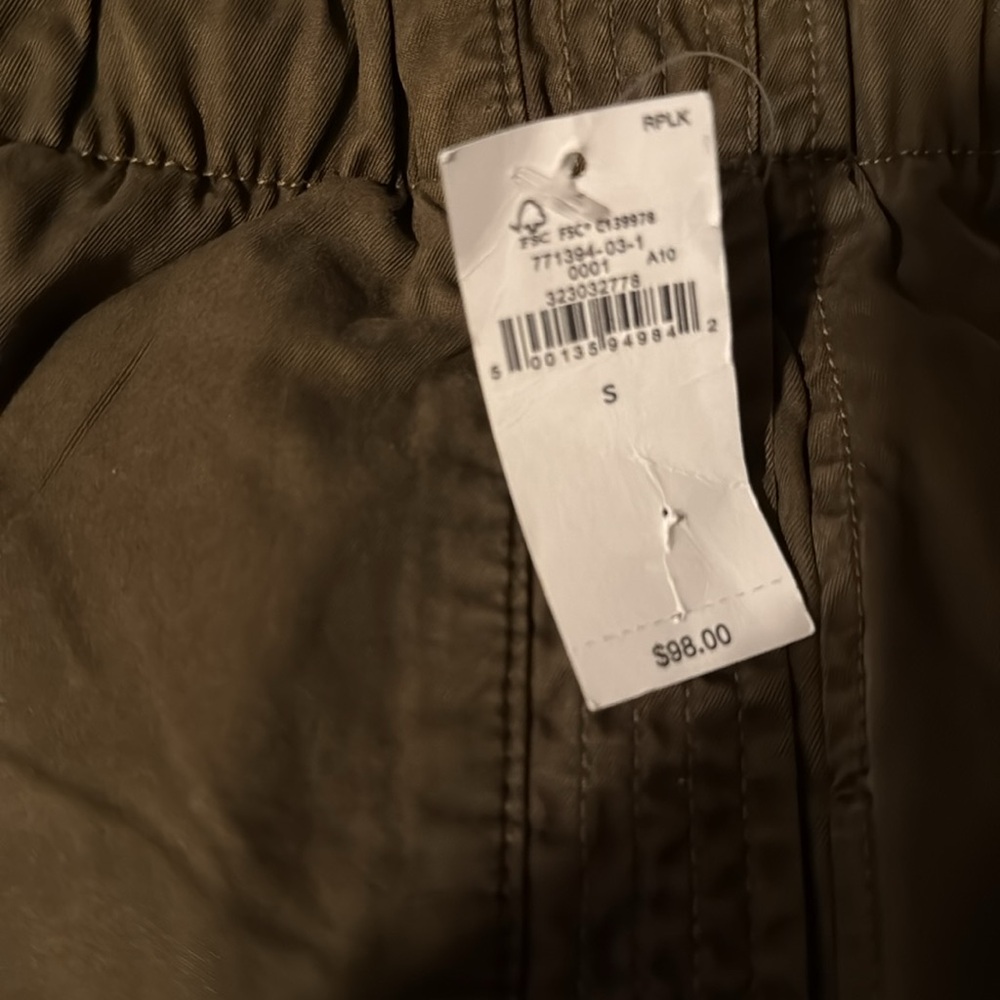 RPLK
FSC FSC® C139978
771394-03-1
0001 A10
323032778
5 00135 94984 2
S
$98.00